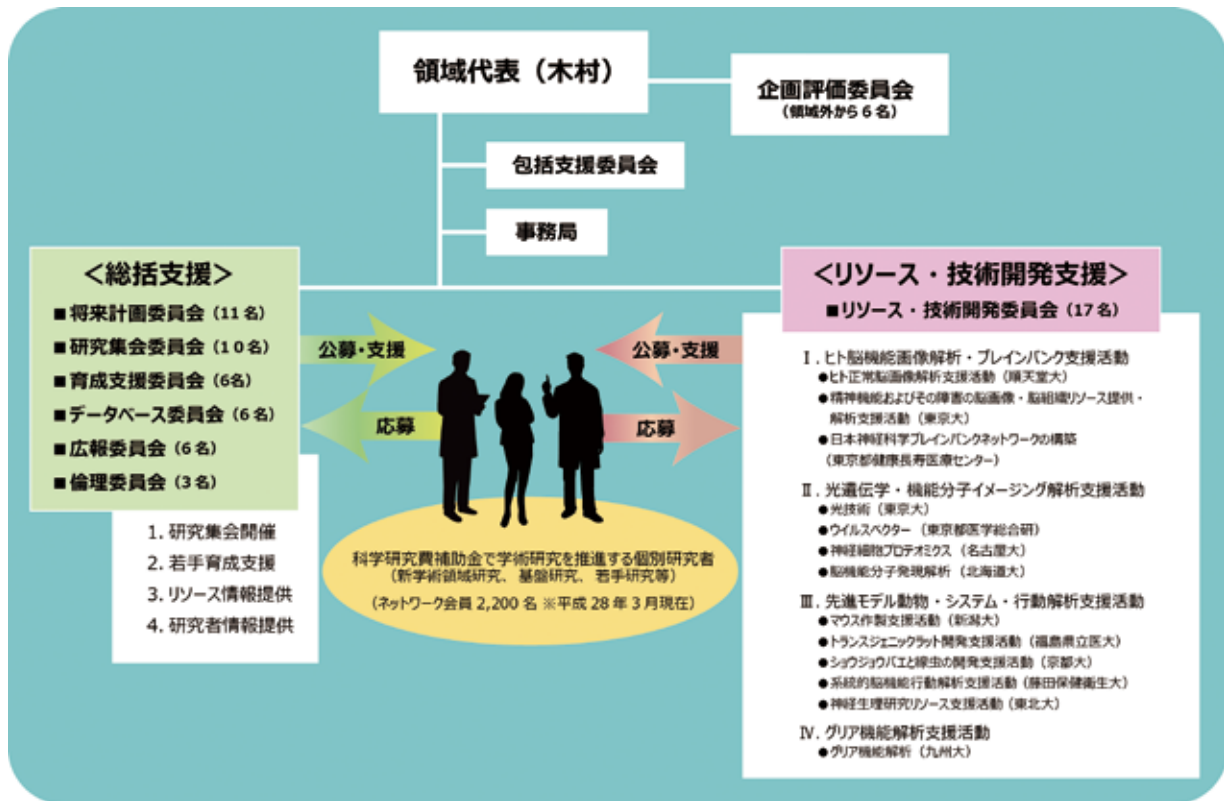 領域代表（木村）
企画評価委員会
（領域外から6名）
包括支援委員会
事務局
＜総括支援＞
■将来計画委員会（11名）
■研究集会委員会（10名）
■育成支援委員会（6名）
■データベース委員会（6名）
■広報委員会（6名）
■倫理委員会（3名）
1. 研究集会開催
2. 若手育成支援
3. リソース情報提供
4. 研究者情報提供
公募・支援
応募
公募・支援
応募
科学研究費補助金で学術研究を推進する個別研究者
（新学術領域研究、基盤研究、若手研究等）
（ネットワーク会員2,200名 ※平成28年3月現在）
＜リソース・技術開発支援＞
■リソース・技術開発委員会（17名）
Ⅰ. ヒト脳機能画像解析・ブレインバンク支援活動
●ヒト正常脳画像解析支援活動（順天堂大）
●精神機能およびその障害の脳画像・脳組織リソース提供・
解析支援活動（東京大）
●日本神経科学ブレインバンクネットワークの構築
（東京都健康長寿医療センター）
Ⅱ. 光遺伝学・機能分子イメージング解析支援活動
●光技術（東京大）
●ウイルスベクター（東京都医学総合研）
●神経細胞プロテオミクス（名古屋大）
●脳機能分子発現解析（北海道大）
Ⅲ. 先進モデル動物・システム・行動解析支援活動
●マウス作製支援活動（新潟大）
●トランスジェニックラット開発支援活動（福島県立医大）
●ショウジョウバエと線虫の開発支援活動（京都大）
●系統的脳機能行動解析支援活動（藤田保健衛生大）
●神経生理研究リソース支援活動（東北大）
Ⅳ. グリア機能解析支援活動
●グリア機能解析（九州大）